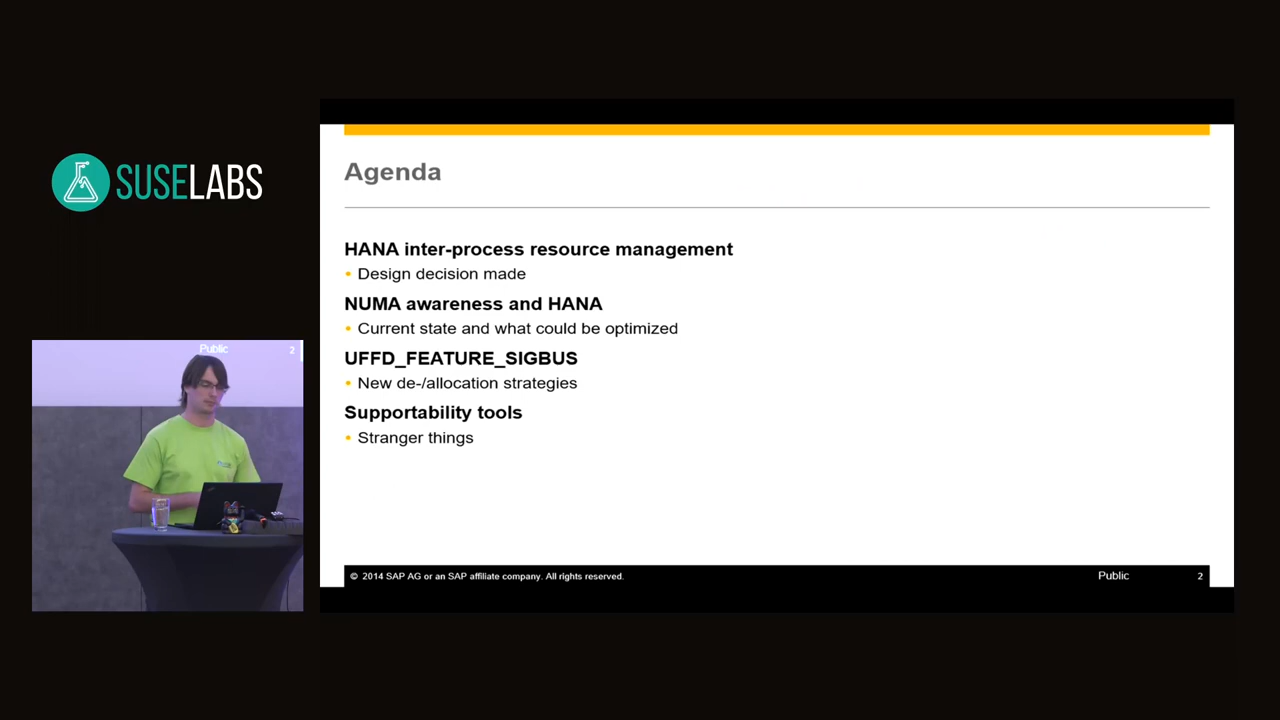 SUSELABS
Public 2
Agenda
HANA inter-process resource management
• Design decision made
NUMA awareness and HANA
• Current state and what could be optimized
UFFD_FEATURE_SIGBUS
• New de-/allocation strategies
Supportability tools
• Stranger things
© 2014 SAP AG or an SAP affiliate company. All rights reserved.
Public 2